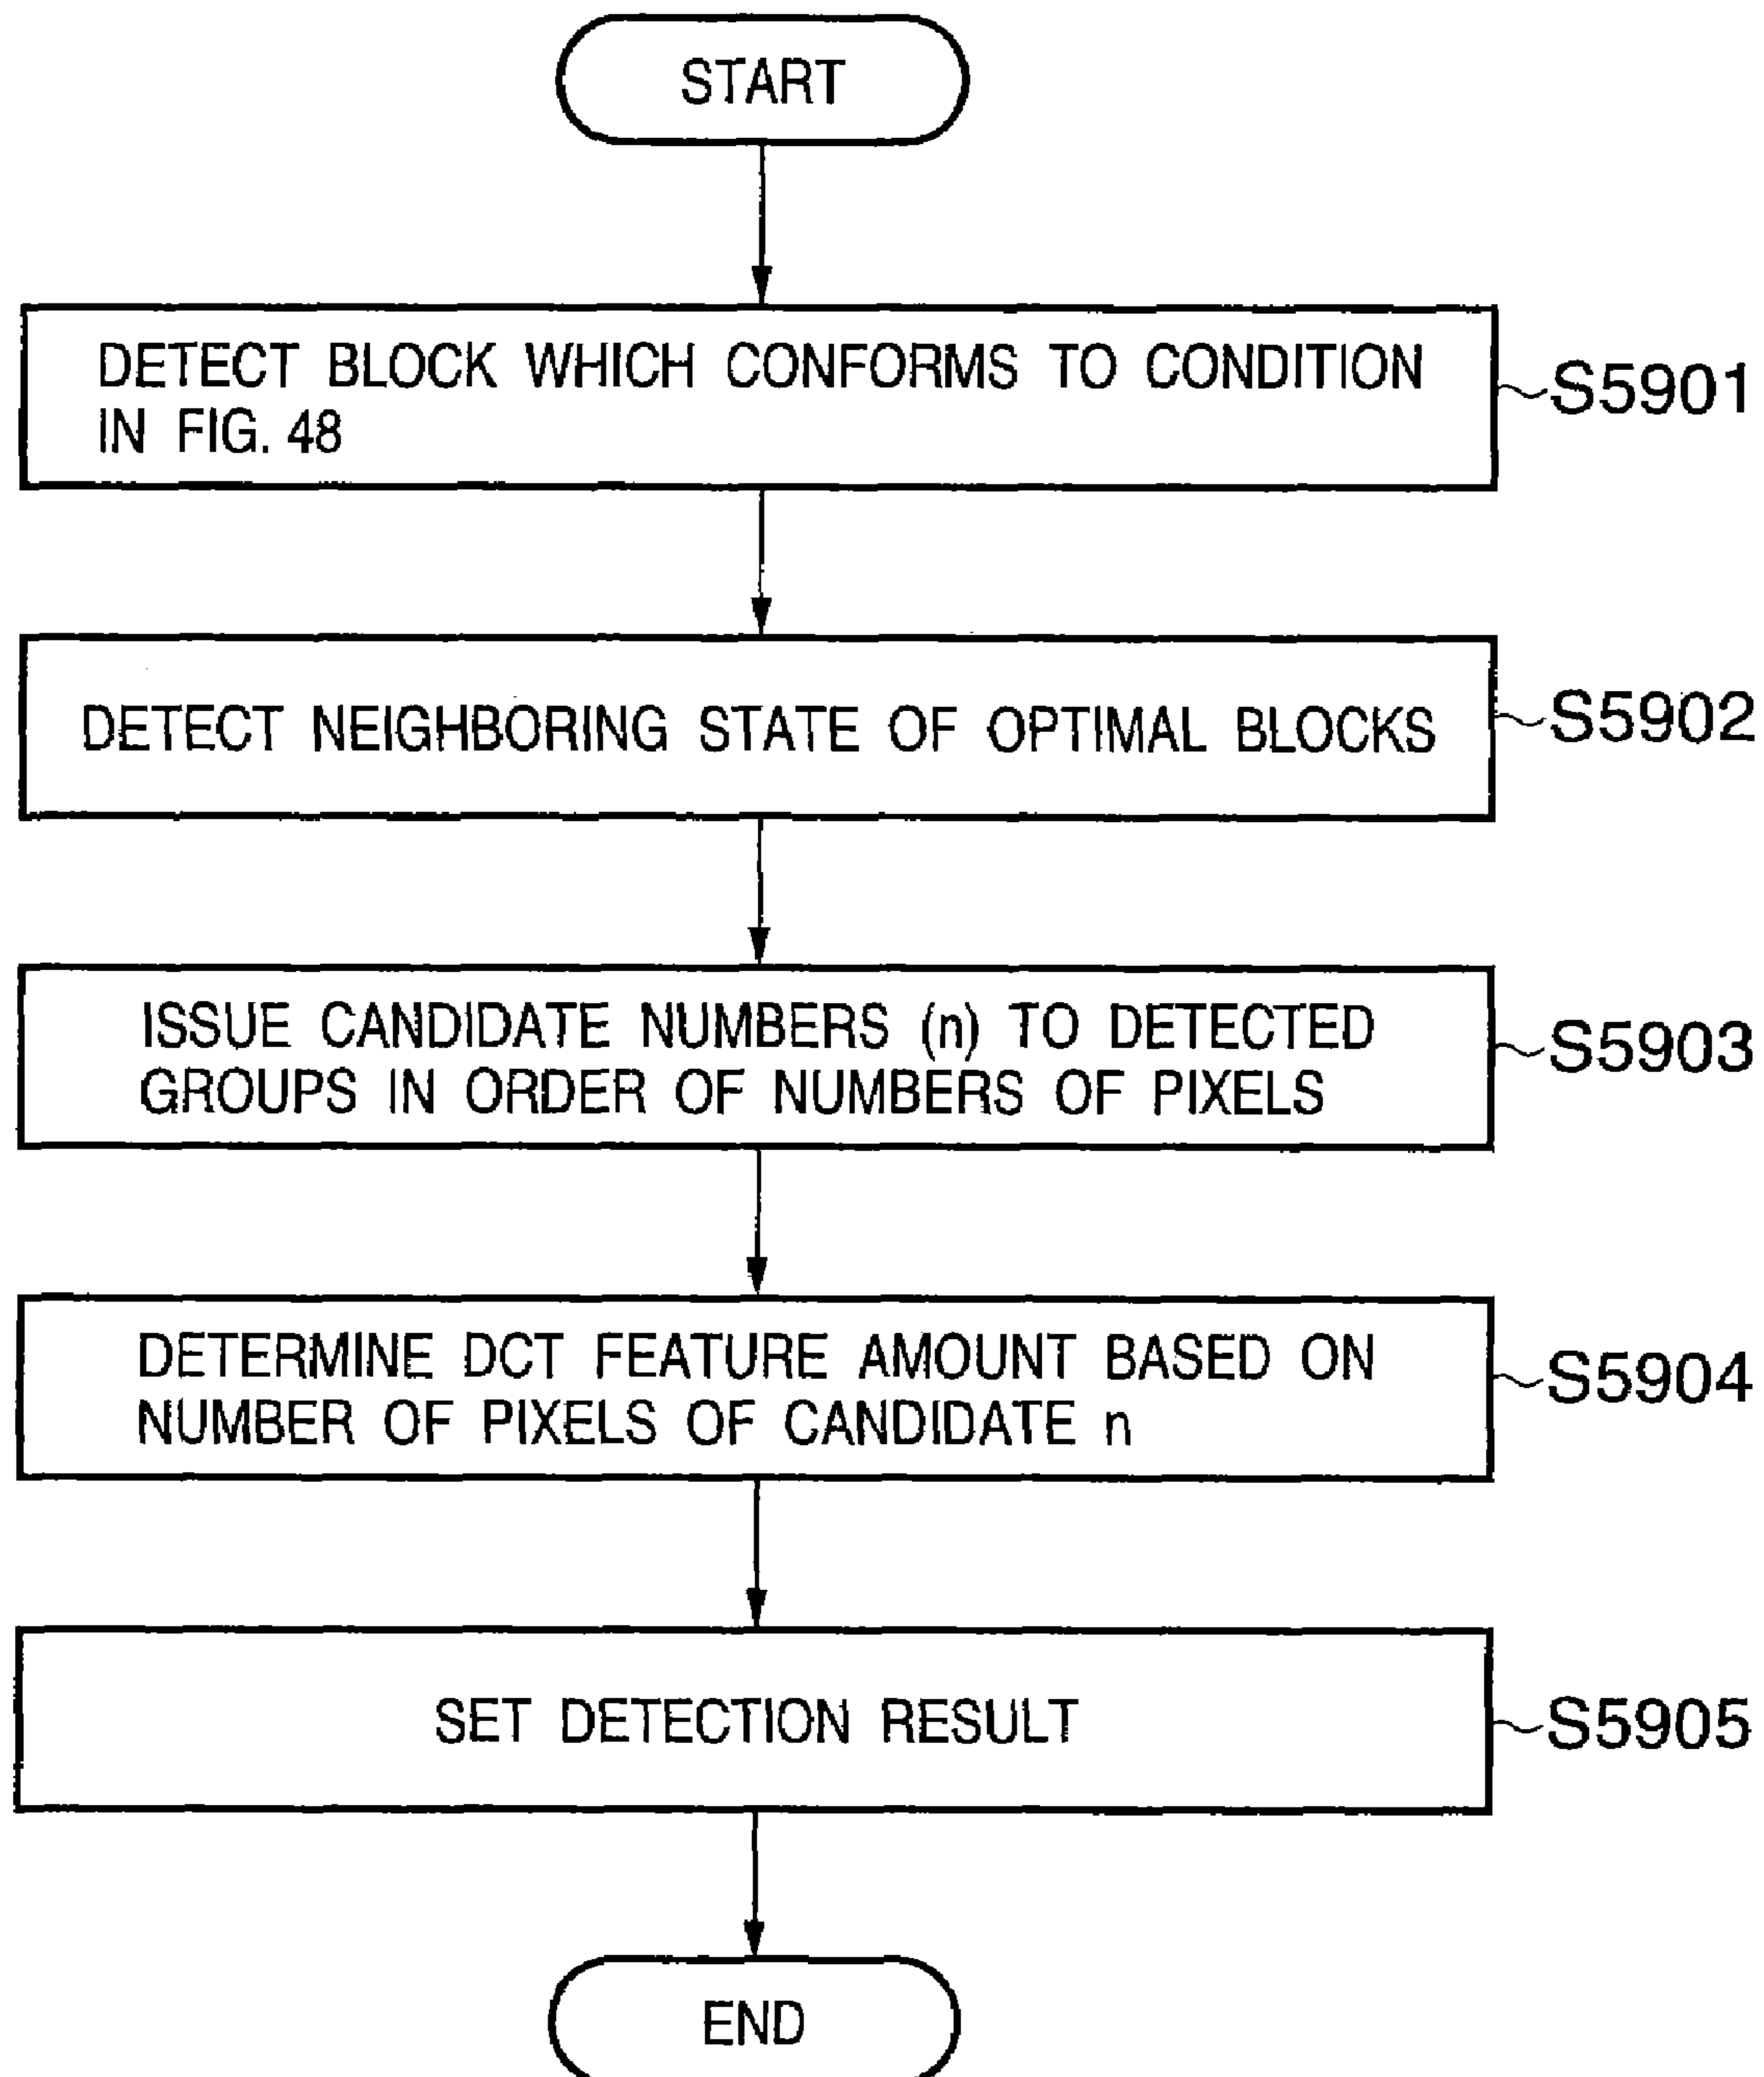 START
DETECT BLOCK WHICH CONFORMS TO CONDITION
IN FIG. 48
S5901
DETECT NEIGHBORING STATE OF OPTIMAL BLOCKS
S5902
ISSUE CANDIDATE NUMBERS (n) TO DETECTED
GROUPS IN ORDER OF NUMBERS OF PIXELS
S5903
DETERMINE DCT FEATURE AMOUNT BASED ON
NUMBER OF PIXELS OF CANDIDATE n
S5904
SET DETECTION RESULT
S5905
END